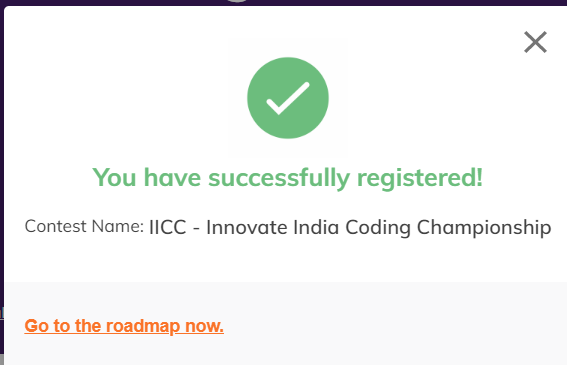 You have successfully registered!
Contest Name: IICC - Innovate India Coding Championship
Go to the roadmap now.